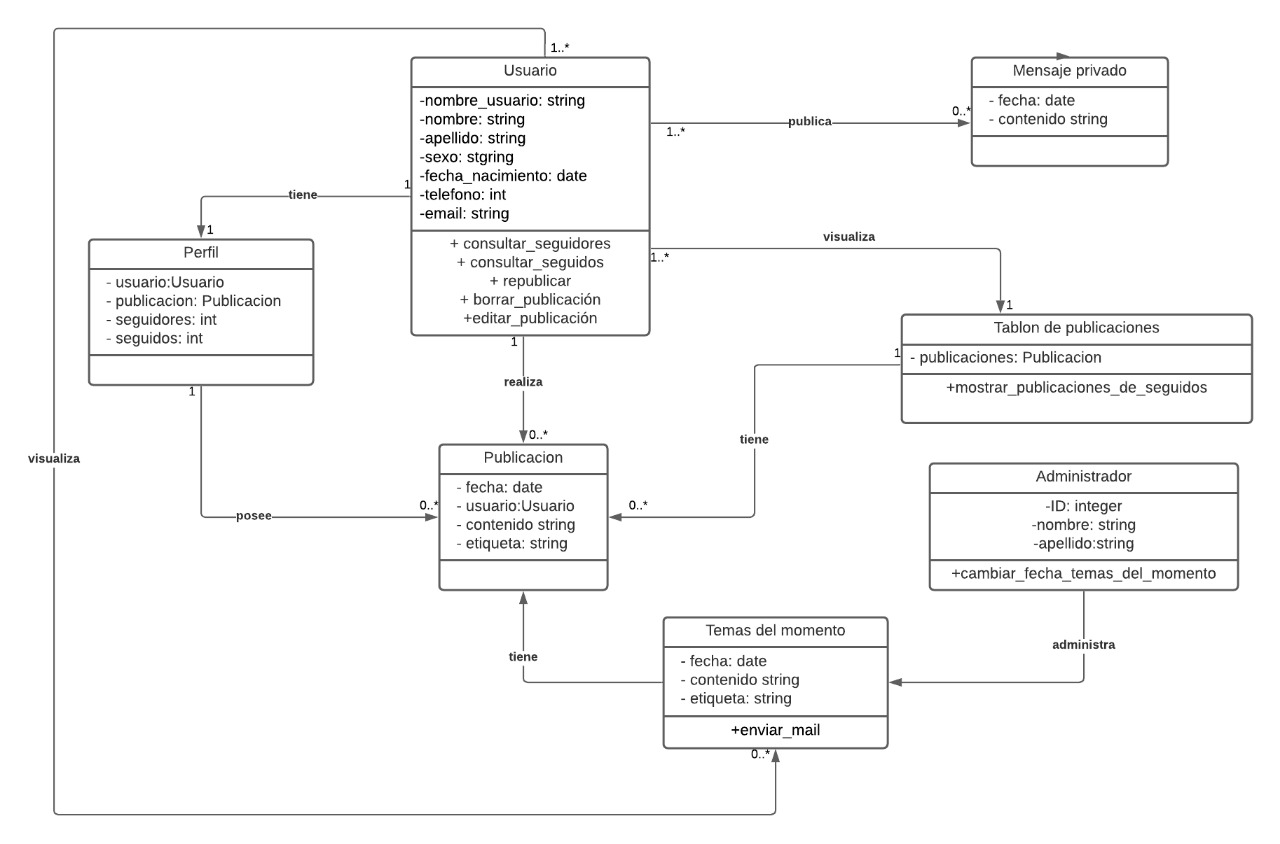 1..*
Usuario
-nombre_usuario: string
-nombre: string
-apellido: string
-sexo: stgring
-fecha_nacimiento: date
-telefono: int
-email: string
+ consultar_seguidores
+ consultar_seguidos
+ republicar
+ borrar_publicación
+editar_publicación
1..*
publica
0..*
Mensaje privado
- fecha: date
- contenido string
1
tiene
1
Perfil
- usuario:Usuario
- publicacion: Publicacion
- seguidores: int
- seguidos: int
1..*
visualiza
1
Tablon de publicaciones
- publicaciones: Publicacion
+mostrar_publicaciones_de_seguidos
1
realiza
0..*
1
tiene
0..*
1
posee
0..*
Publicacion
- fecha: date
- usuario:Usuario
- contenido string
- etiqueta: string
visualiza
Administrador
-ID: integer
-nombre: string
-apellido:string
+cambiar_fecha_temas_del_momento
administra
tiene
Temas del momento
- fecha: date
- contenido string
- etiqueta: string
+enviar_mail
0..*